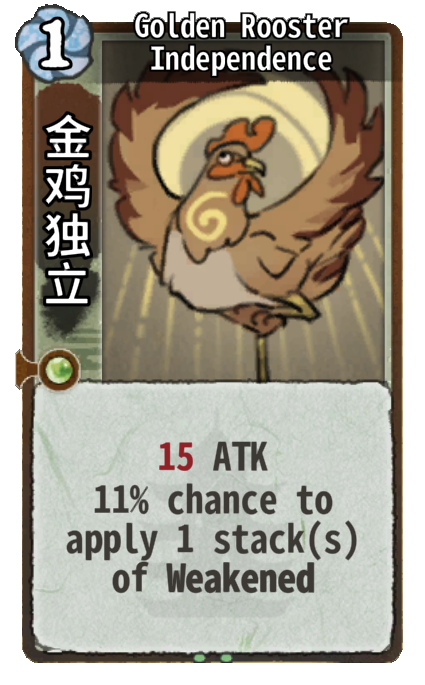 1
Golden Rooster
Independence
金鸡独立
15 ATK
11% chance to
apply 1 stack(s)
of Weakened